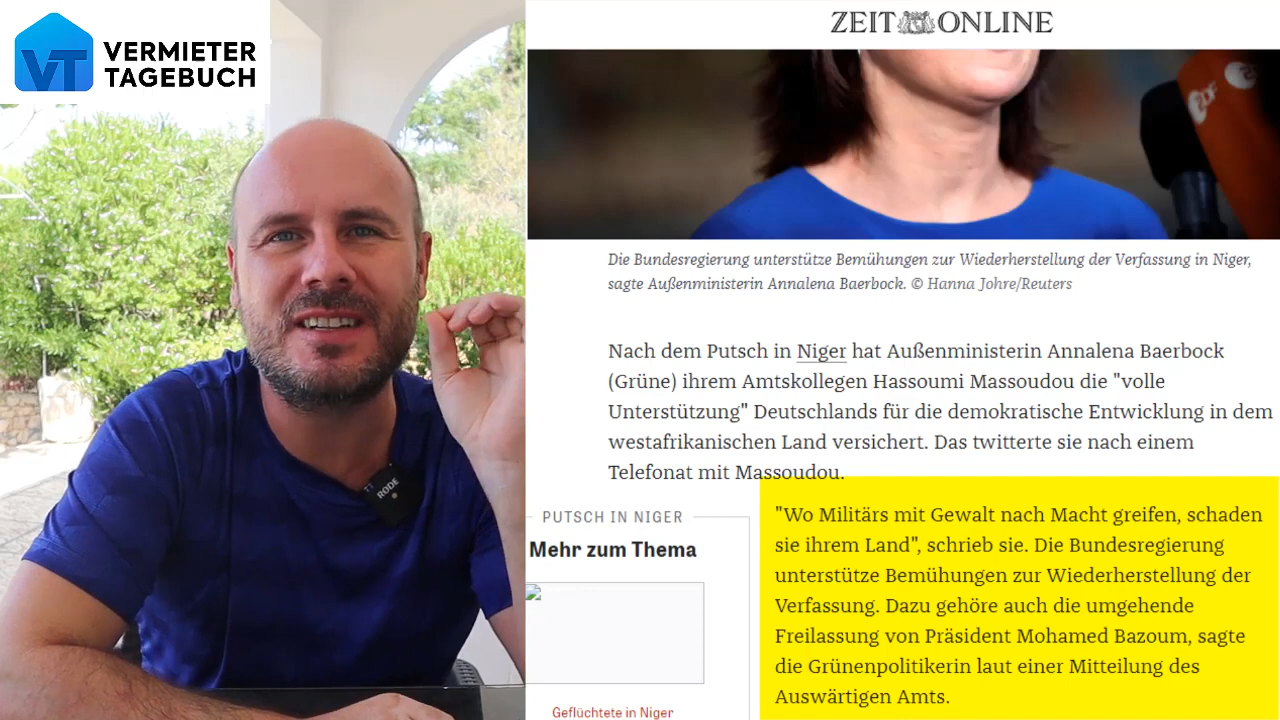 VERMIETER
TAGEBUCH
VT
ZEIT ONLINE
ZDF
RODE
Die Bundesregierung unterstütze Bemühungen zur Wiederherstellung der Verfassung in Niger,
sagte Außenministerin Annalena Baerbock. © Hanna Johre/Reuters
Nach dem Putsch in Niger hat Außenministerin Annalena Baerbock
(Grüne) ihrem Amtskollegen Hassoumi Massoudou die "volle
Unterstützung" Deutschlands für die demokratische Entwicklung in dem
westafrikanischen Land versichert. Das twitterte sie nach einem
Telefonat mit Massoudou.
PUTSCH IN NIGER
Mehr zum Thema
Geflüchtete in Niger
"Wo Militärs mit Gewalt nach Macht greifen, schaden
sie ihrem Land", schrieb sie. Die Bundesregierung
unterstütze Bemühungen zur Wiederherstellung der
Verfassung. Dazu gehöre auch die umgehende
Freilassung von Präsident Mohamed Bazoum, sagte
die Grünenpolitikerin laut einer Mitteilung des
Auswärtigen Amts.